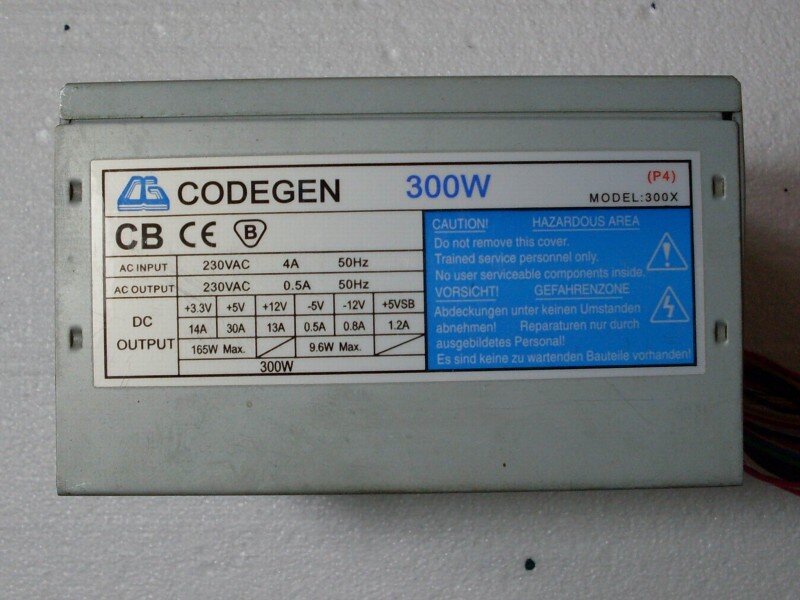 CODEGEN 300W (P4)
MODEL:300X
CB CE B
AC INPUT 230VAC 4A 50Hz
AC OUTPUT 230VAC 0.5A 50Hz
DC OUTPUT +3.3V +5V +12V -5V -12V +5VSB
14A 30A 13A 0.5A 0.8A 1.2A
165W Max. 9.6W Max.
300W
CAUTION! HAZARDOUS AREA
Do not remove this cover.
Trained service personnel only.
No user serviceable components inside.
VORSICHT! GEFAHRENZONE
Abdeckungen unter keinen Umstanden
abnehmen! Reparaturen nur durch
ausgebildetes Personal!
Es sind keine zu wartenden Bauteile vorhanden!